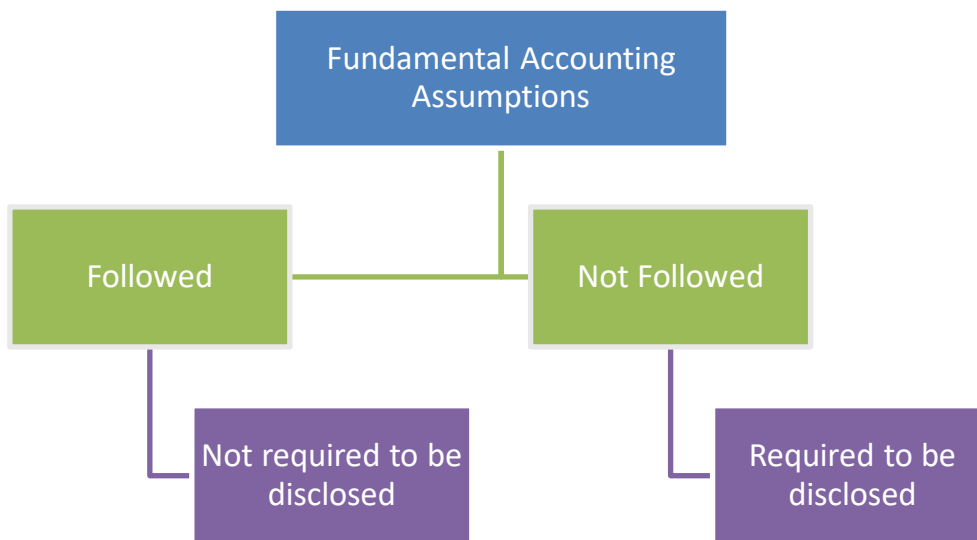 Fundamental Accounting
Assumptions
Followed
Not Followed
Not required to be
disclosed
Required to be
disclosed